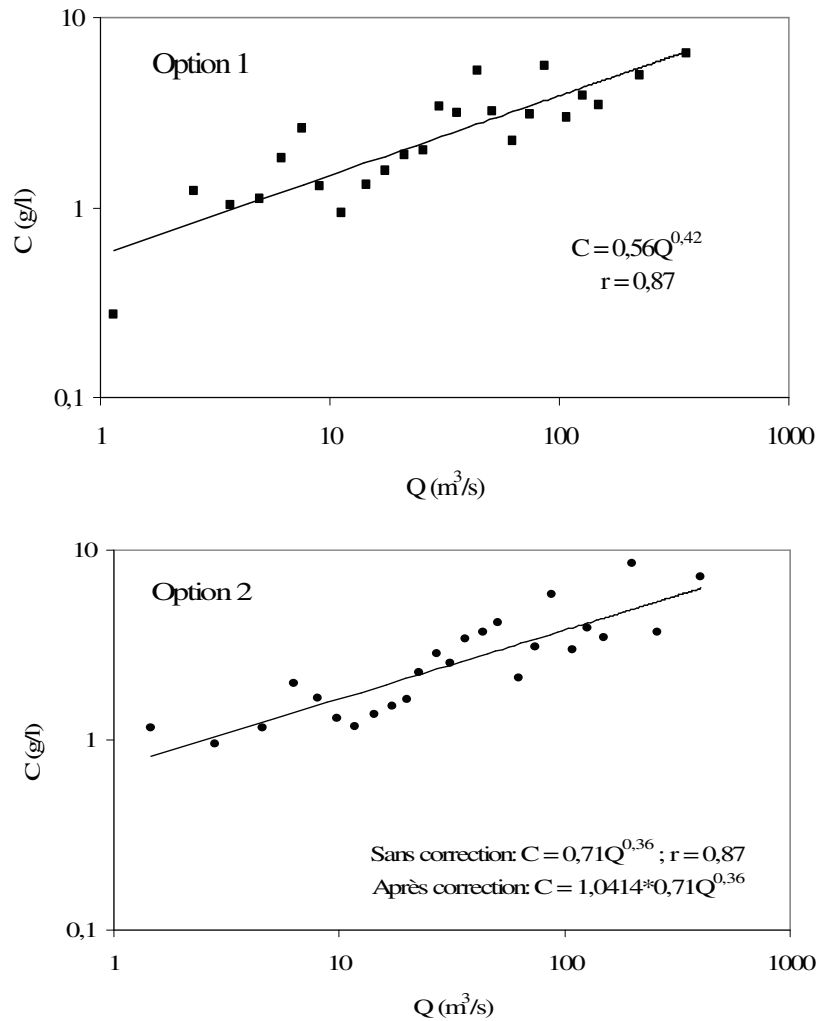 10
Option 1
1
C (g/l)
C = 0,56Q^0,42
r = 0,87
0,1
1 10 100 1000
Q (m³/s)
10
Option 2
1
C (g/l)
Sans correction: C = 0,71Q^0,36 ; r = 0,87
Après correction: C = 1,0414*0,71Q^0,36
0,1
1 10 100 1000
Q (m³/s)